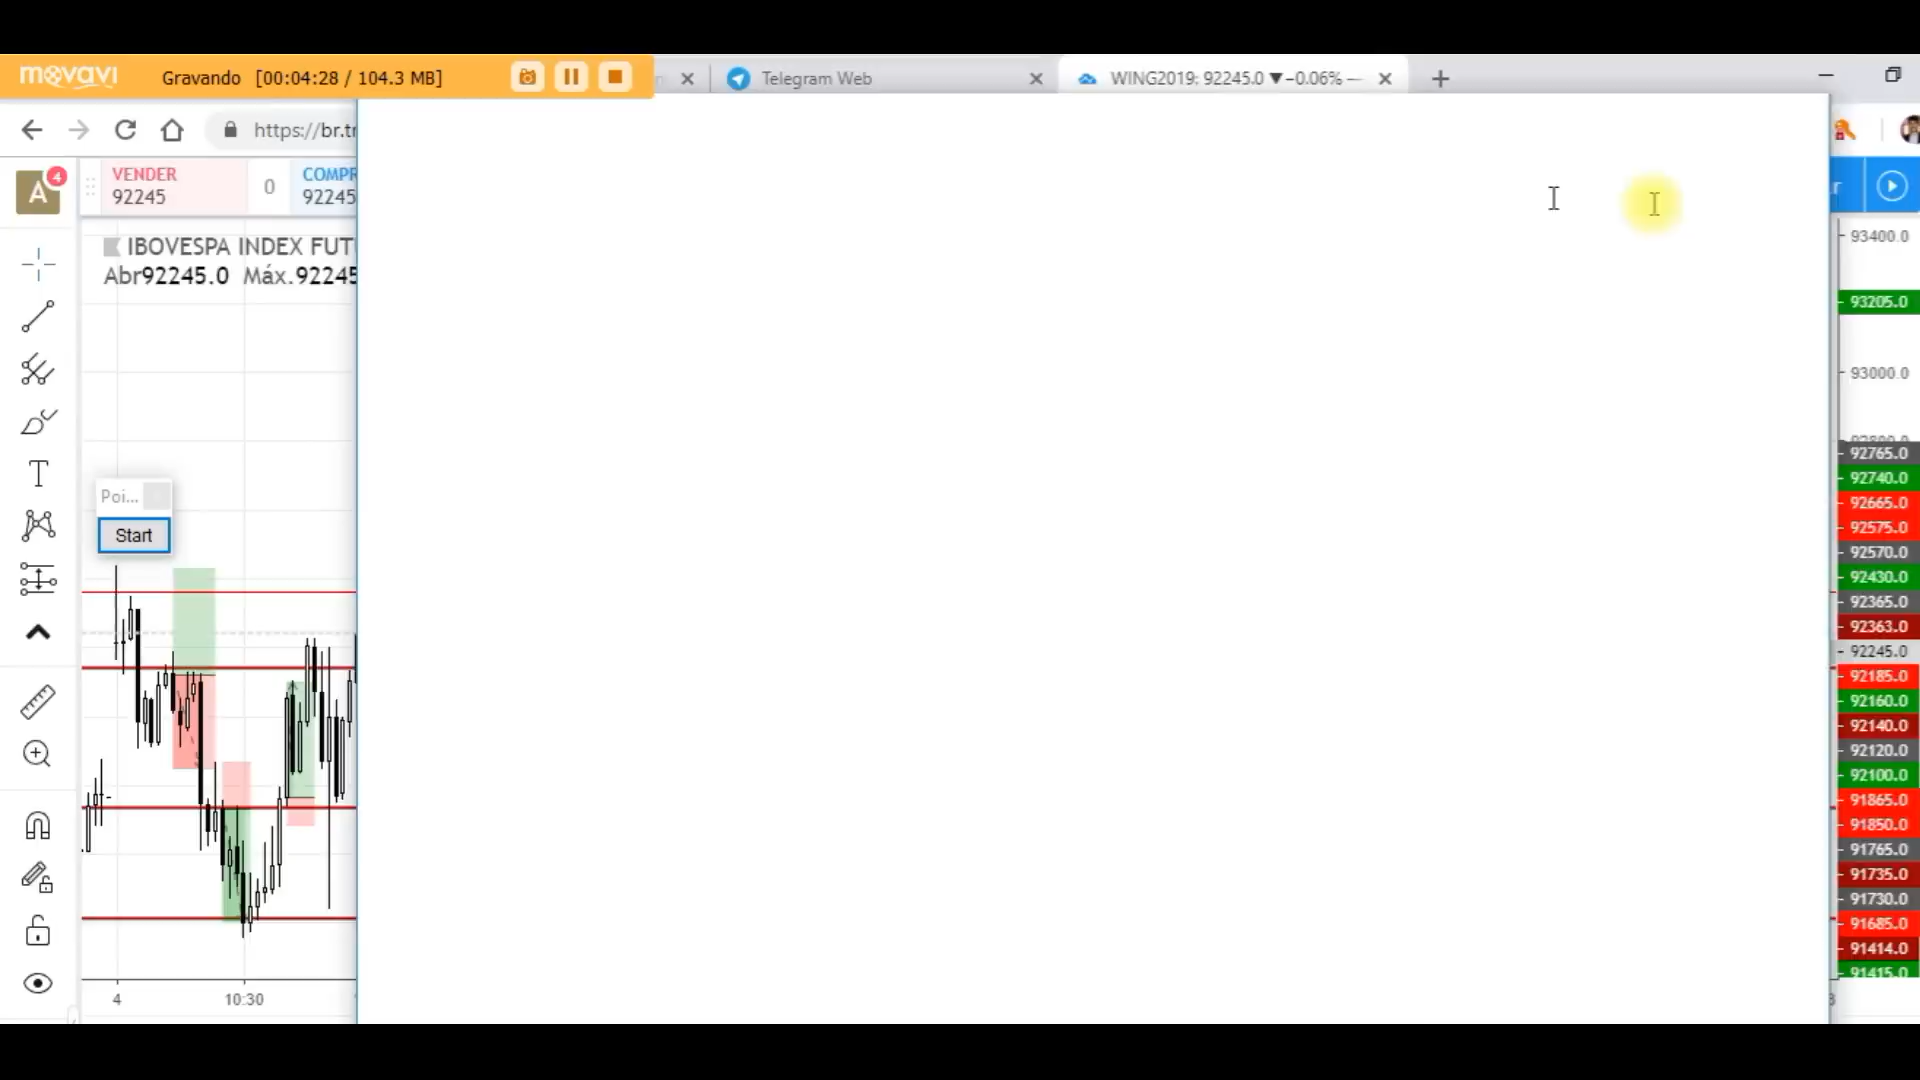 movavi
Gravando [00:04:28 / 104.3 MB]
Telegram Web
WING2019: 92245.0 ▼−0.06% —
https://br.tr
A
4
VENDER
92245
0
COMPR
92245
IBOVESPA INDEX FUT
Abr92245.0 Máx.92245
Poi...
Start
T
4
10:30
93400.0
93205.0
93000.0
92800.0
92765.0
92740.0
92665.0
92575.0
92570.0
92430.0
92365.0
92363.0
92245.0
92185.0
92160.0
92140.0
92120.0
92100.0
91865.0
91850.0
91765.0
91735.0
91730.0
91685.0
91414.0
91415.0